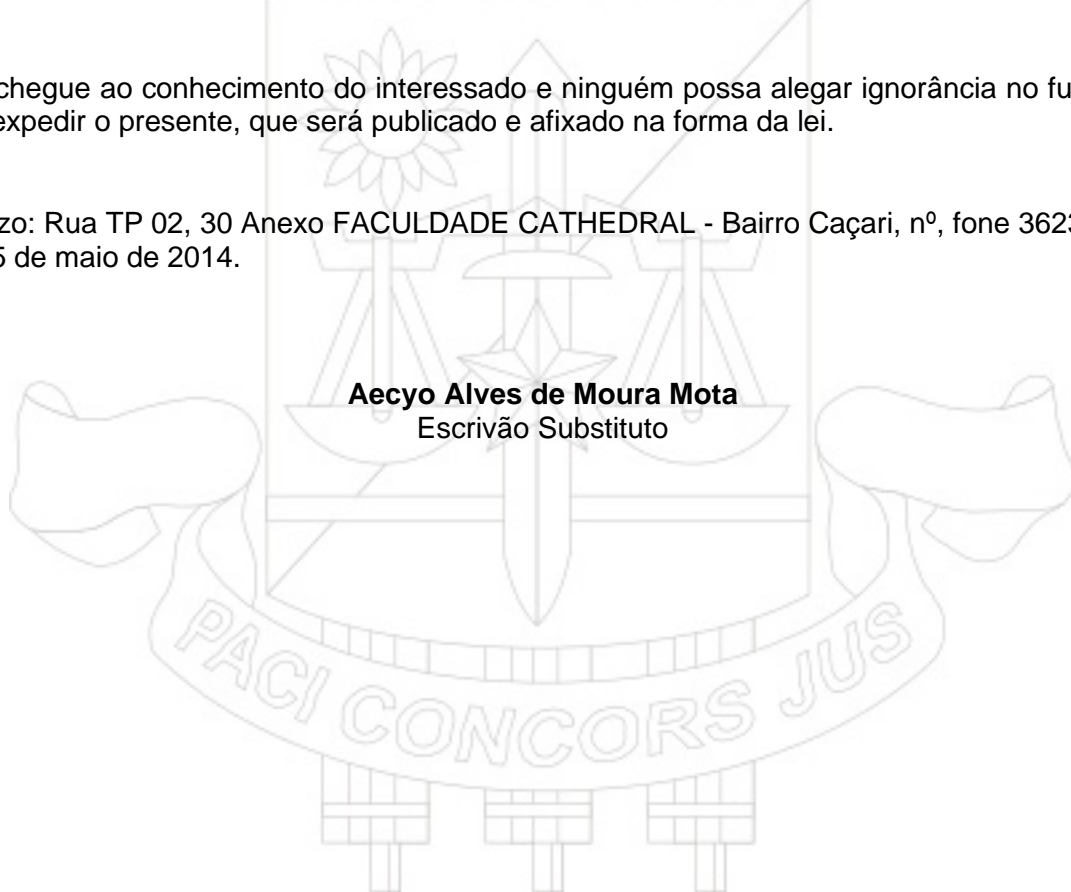 chegue ao conhecimento do interessado e ninguém possa alegar ignorância no fu
expedir o presente, que será publicado e afixado na forma da lei.
zo: Rua TP 02, 30 Anexo FACULDADE CATHEDRAL - Bairro Caçari, nº, fone 362
5 de maio de 2014.
Aecyo Alves de Moura Mota
Escrivão Substituto
PACI CONCORS JUS